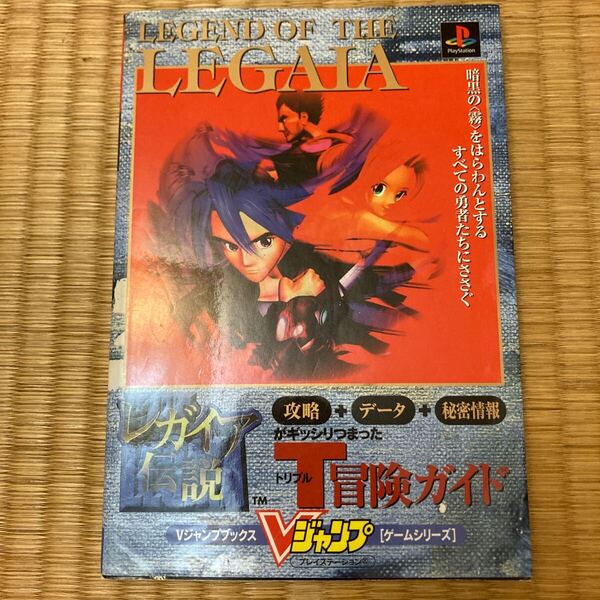 LEGEND OF THE
LEGAIA
PlayStation
暗黒の《霧》をはらわんとする
すべての勇者たちにささぐ
攻略+データ+秘密情報
がギッシリつまった
レガイア
伝説
TM
トリプル
T冒険ガイド
Vジャンプブックス
Vジャンプ
[ゲームシリーズ]
プレイステーション